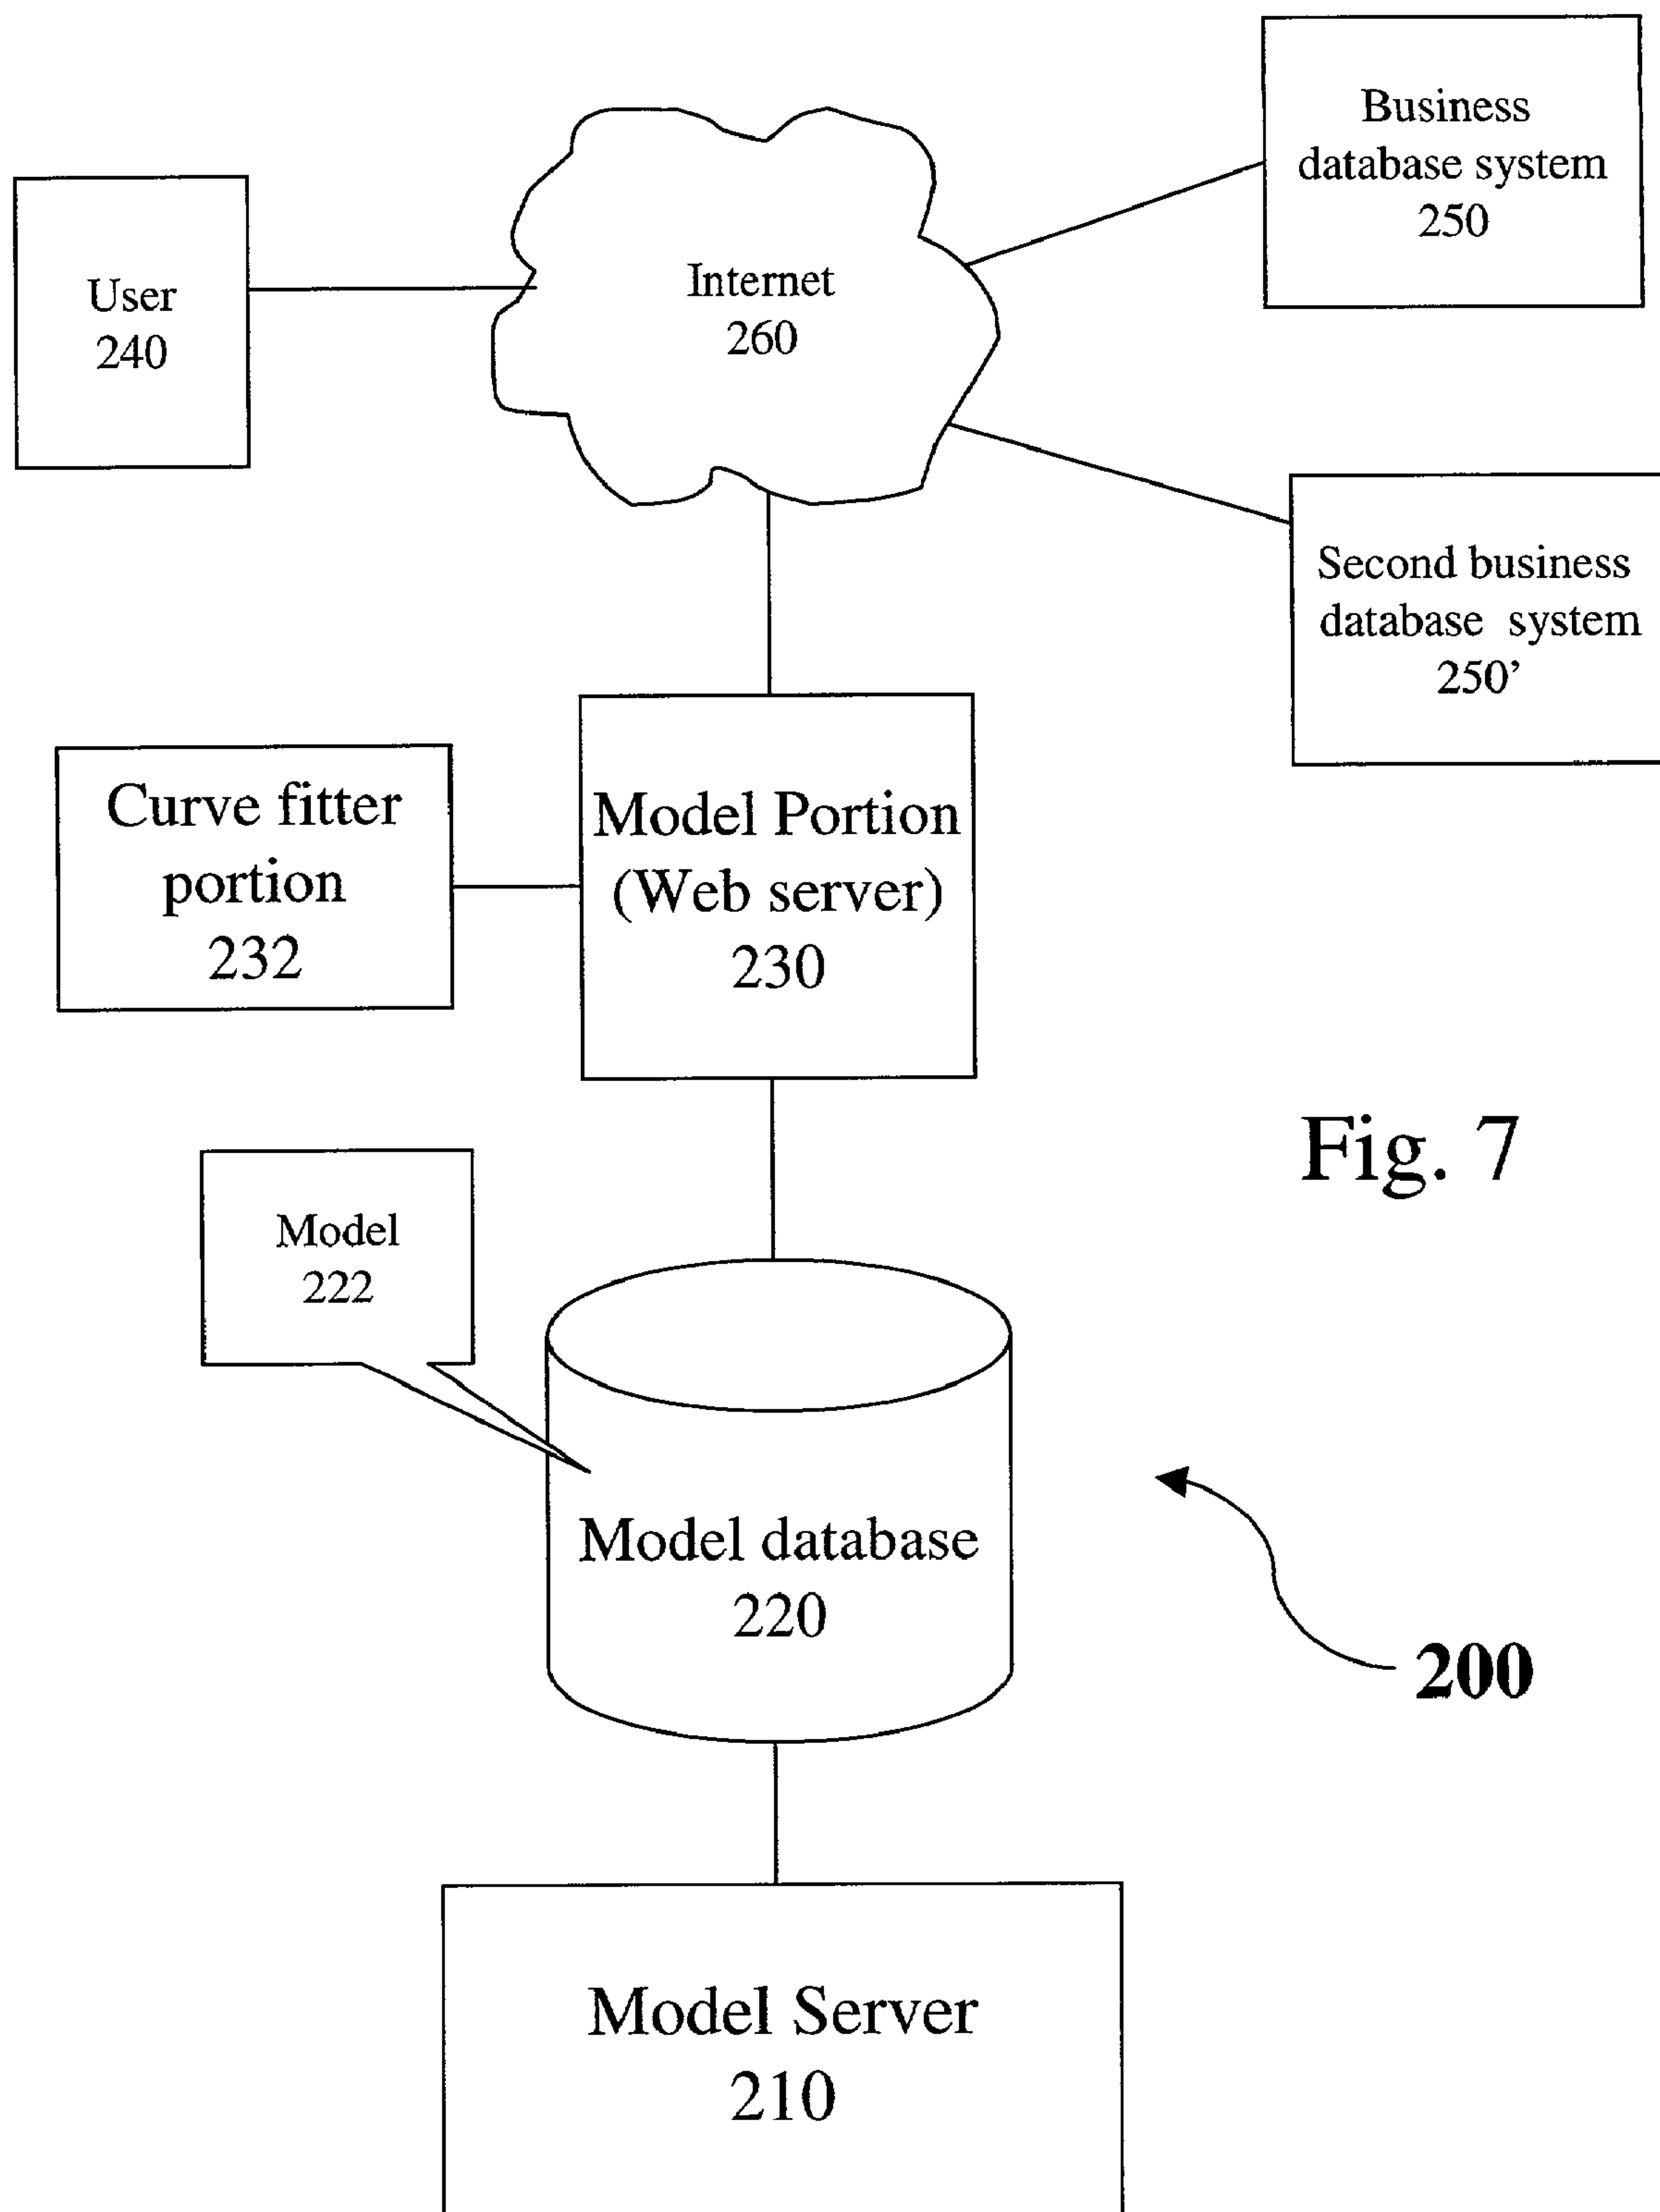 Business
database system
250
User
240
Internet
260
Second business
database system
250’
Curve fitter
portion
232
Model Portion
(Web server)
230
Fig. 7
Model
222
Model database
220
200
Model Server
210